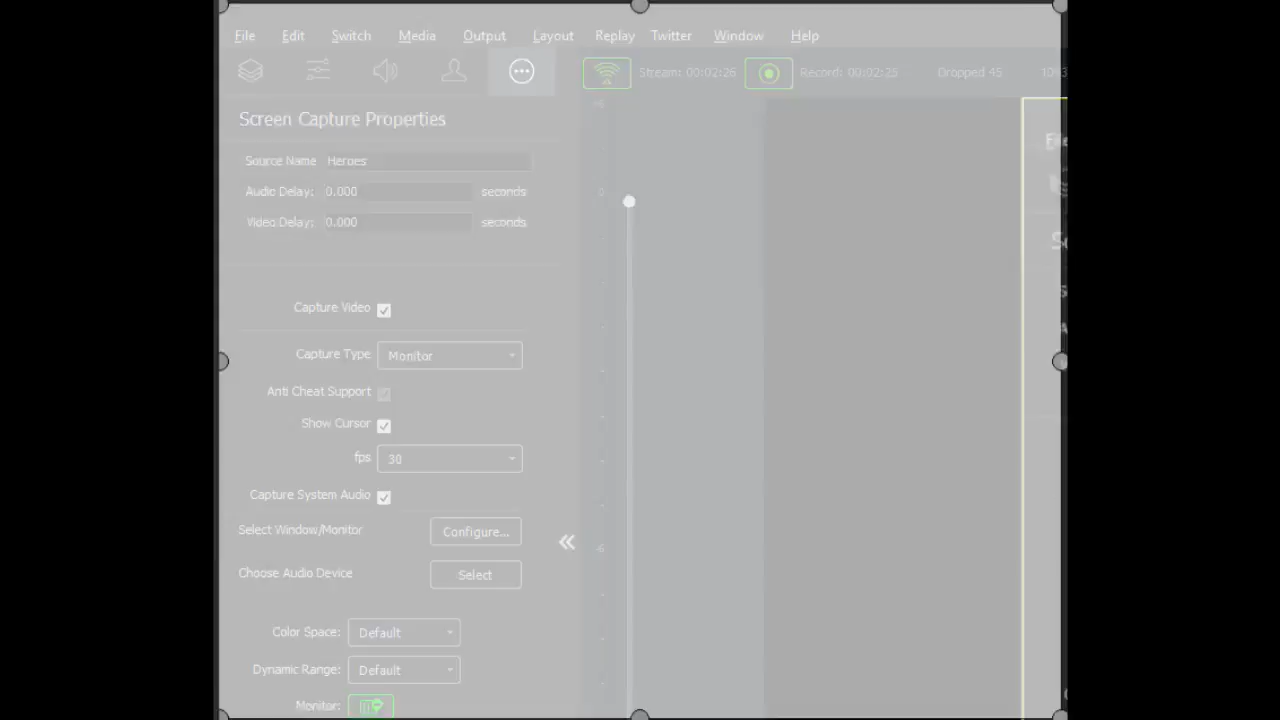 File Edit Switch Media Output Layout Replay Twitter Window Help
Stream: 00:02:26 Record: 00:02:25 Dropped 45
Screen Capture Properties
Source Name Heroes
Audio Delay: 0.000 seconds
Video Delay: 0.000 seconds
Capture Video
Capture Type Monitor
Anti Cheat Support
Show Cursor
fps 30
Capture System Audio
Select Window/Monitor Configure...
Choose Audio Device Select
Color Space: Default
Dynamic Range: Default
Monitor: